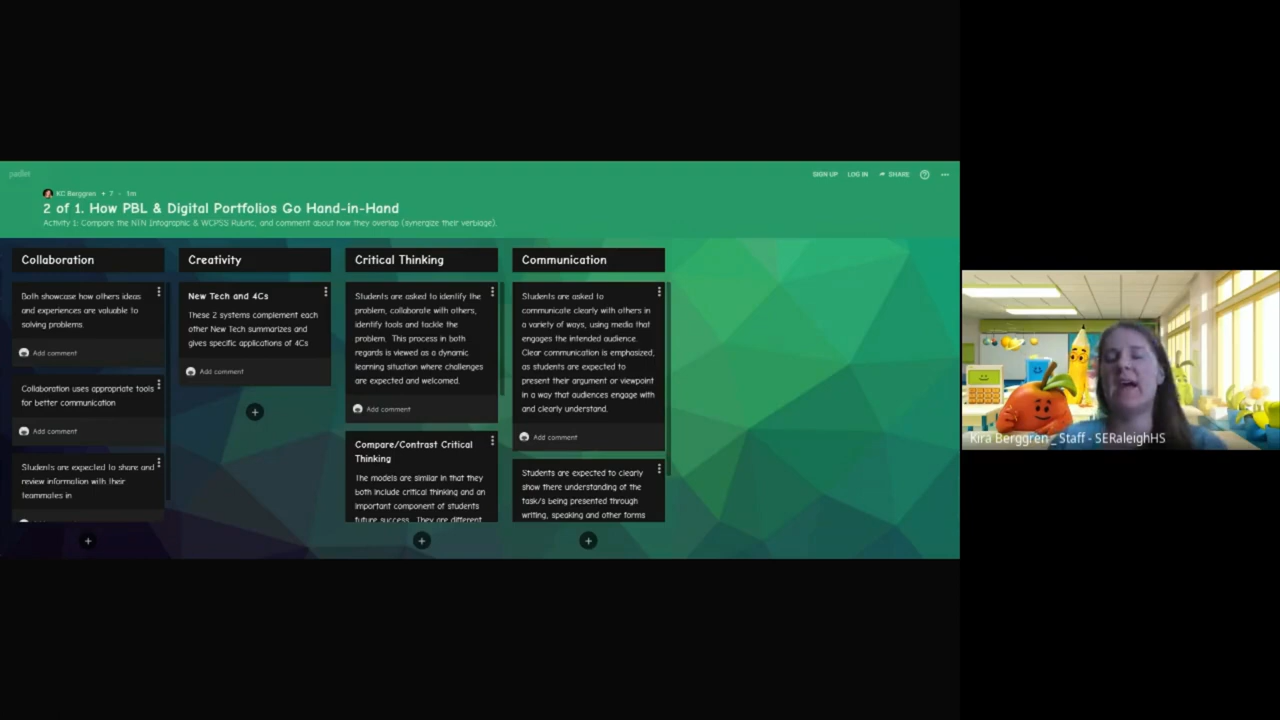 padlet
SIGN UP LOG IN SHARE
KC Berggren + 7 · 1m
2 of 1. How PBL & Digital Portfolios Go Hand-in-Hand
Activity 1: Compare the NTN Infographic & WCPSS Rubric, and comment about how they overlap (synergize their verbiage).
Collaboration
Both showcase how others ideas
and experiences are valuable to
solving problems.
Add comment
Collaboration uses appropriate tools
for better communication
Add comment
Students are expected to share and
review information with their
teammates in
Creativity
New Tech and 4Cs
These 2 systems complement each
other New Tech summarizes and
gives specific applications of 4Cs
Add comment
Critical Thinking
Students are asked to identify the
problem, collaborate with others,
identify tools and tackle the
problem. This process in both
regards is viewed as a dynamic
learning situation where challenges
are expected and welcomed.
Add comment
Compare/Contrast Critical
Thinking
The models are similar in that they
both include critical thinking and an
important component of students
future success. They are different
Communication
Students are asked to
communicate clearly with others in
a variety of ways, using media that
engages the intended audience.
Clear communication is emphasized,
as students are expected to
present their argument or viewpoint
in a way that audiences engage with
and clearly understand.
Add comment
Students are expected to clearly
show there understanding of the
task/s being presented through
writing, speaking and other forms
Kira Berggren _ Staff - SERaleighHS